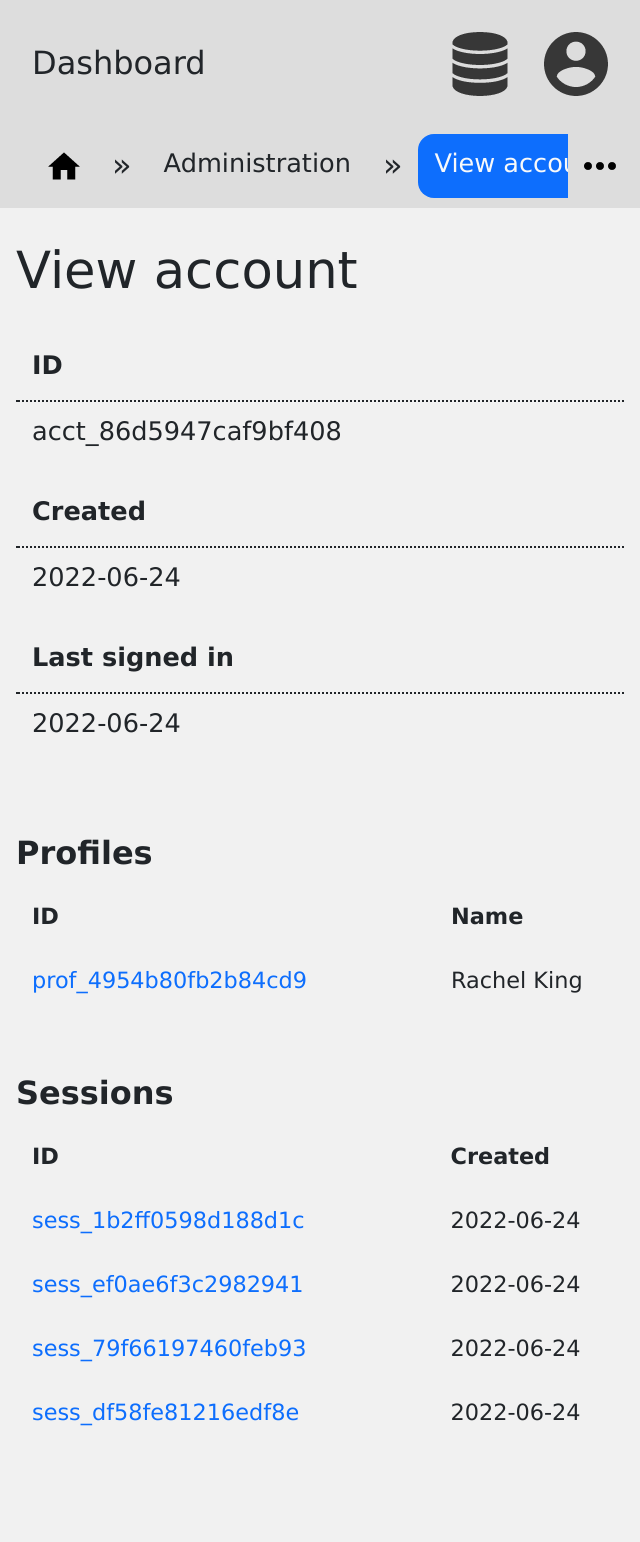 Dashboard
» Administration » View accou
View account
ID
acct_86d5947caf9bf408
Created
2022-06-24
Last signed in
2022-06-24
Profiles
ID Name
prof_4954b80fb2b84cd9 Rachel King
Sessions
ID Created
sess_1b2ff0598d188d1c 2022-06-24
sess_ef0ae6f3c2982941 2022-06-24
sess_79f66197460feb93 2022-06-24
sess_df58fe81216edf8e 2022-06-24